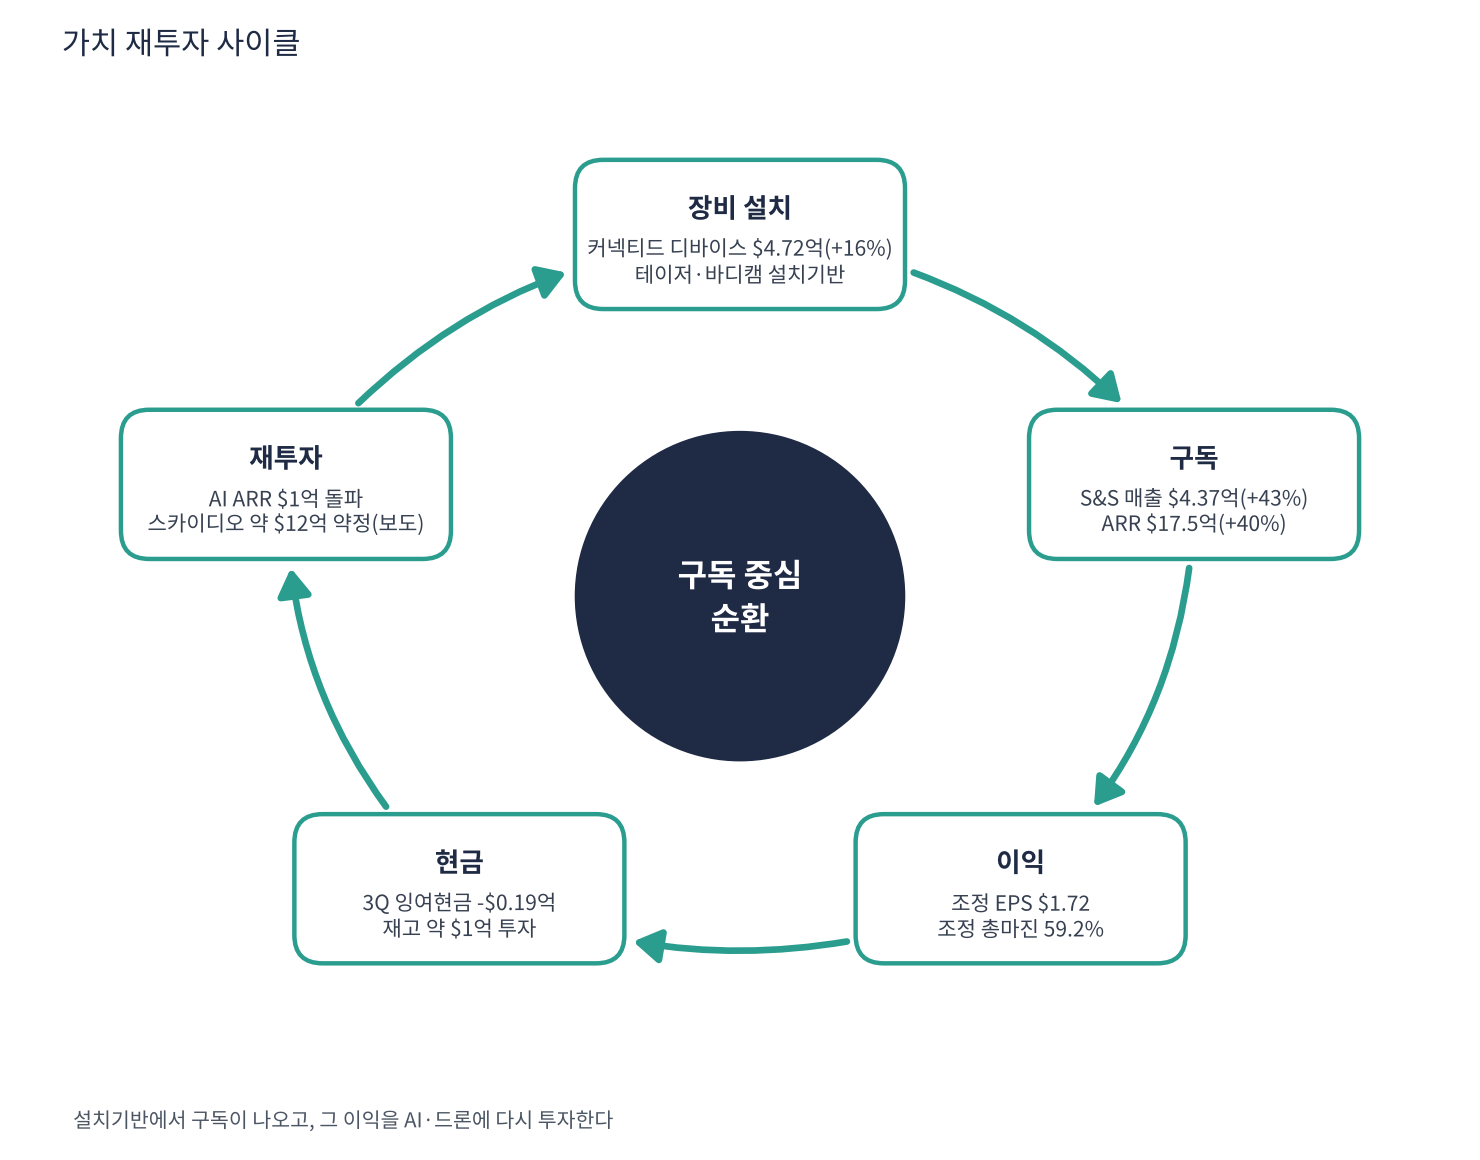 가치 재투자 사이클
장비 설치
커넥티드 디바이스 $4.72억(+16%)
테이저·바디캠 설치기반
구독
S&S 매출 $4.37억(+43%)
ARR $17.5억(+40%)
이익
조정 EPS $1.72
조정 총마진 59.2%
현금
3Q 잉여현금 -$0.19억
재고 약 $1억 투자
재투자
AI ARR $1억 돌파
스카이디오 약 $12억 약정(보도)
구독 중심
순환
설치기반에서 구독이 나오고, 그 이익을 AI·드론에 다시 투자한다